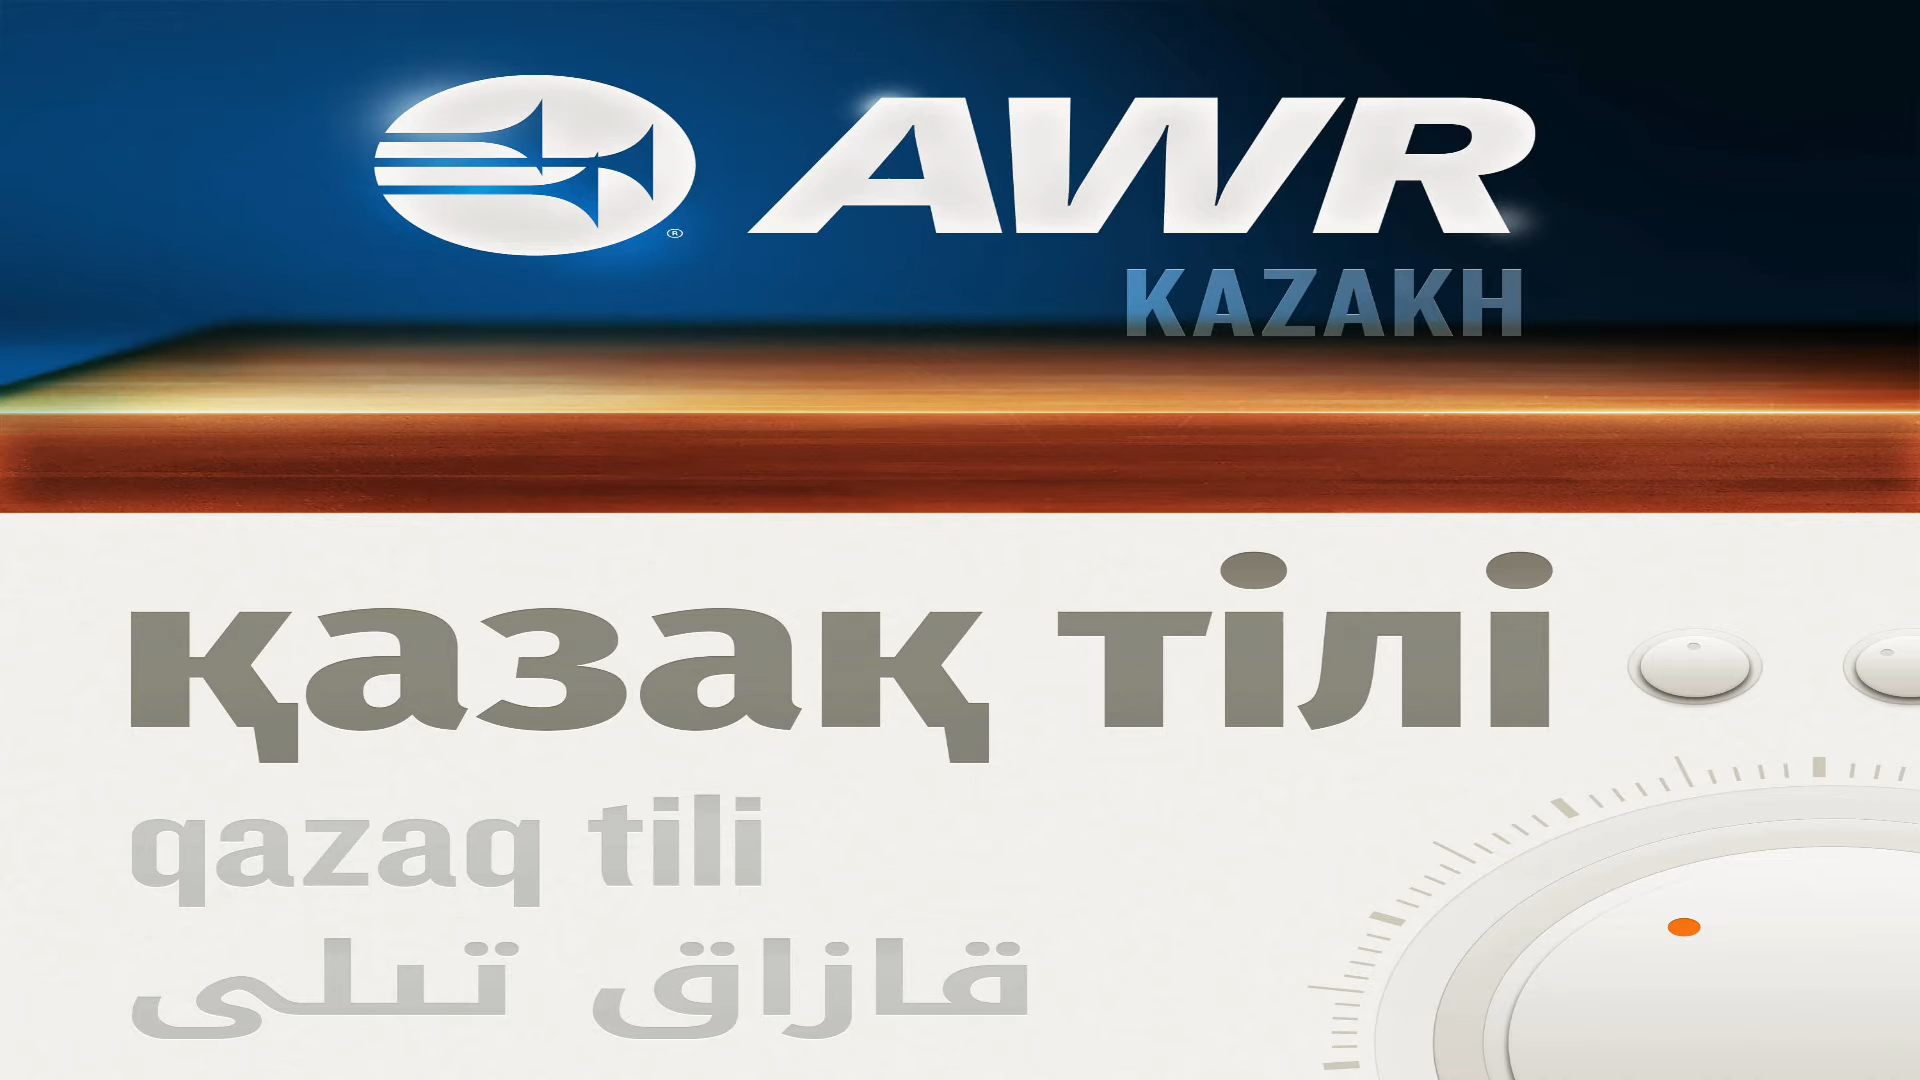 AWR
®
KAZAKH
қазақ тілі
qazaq tili
قازاق تىلى